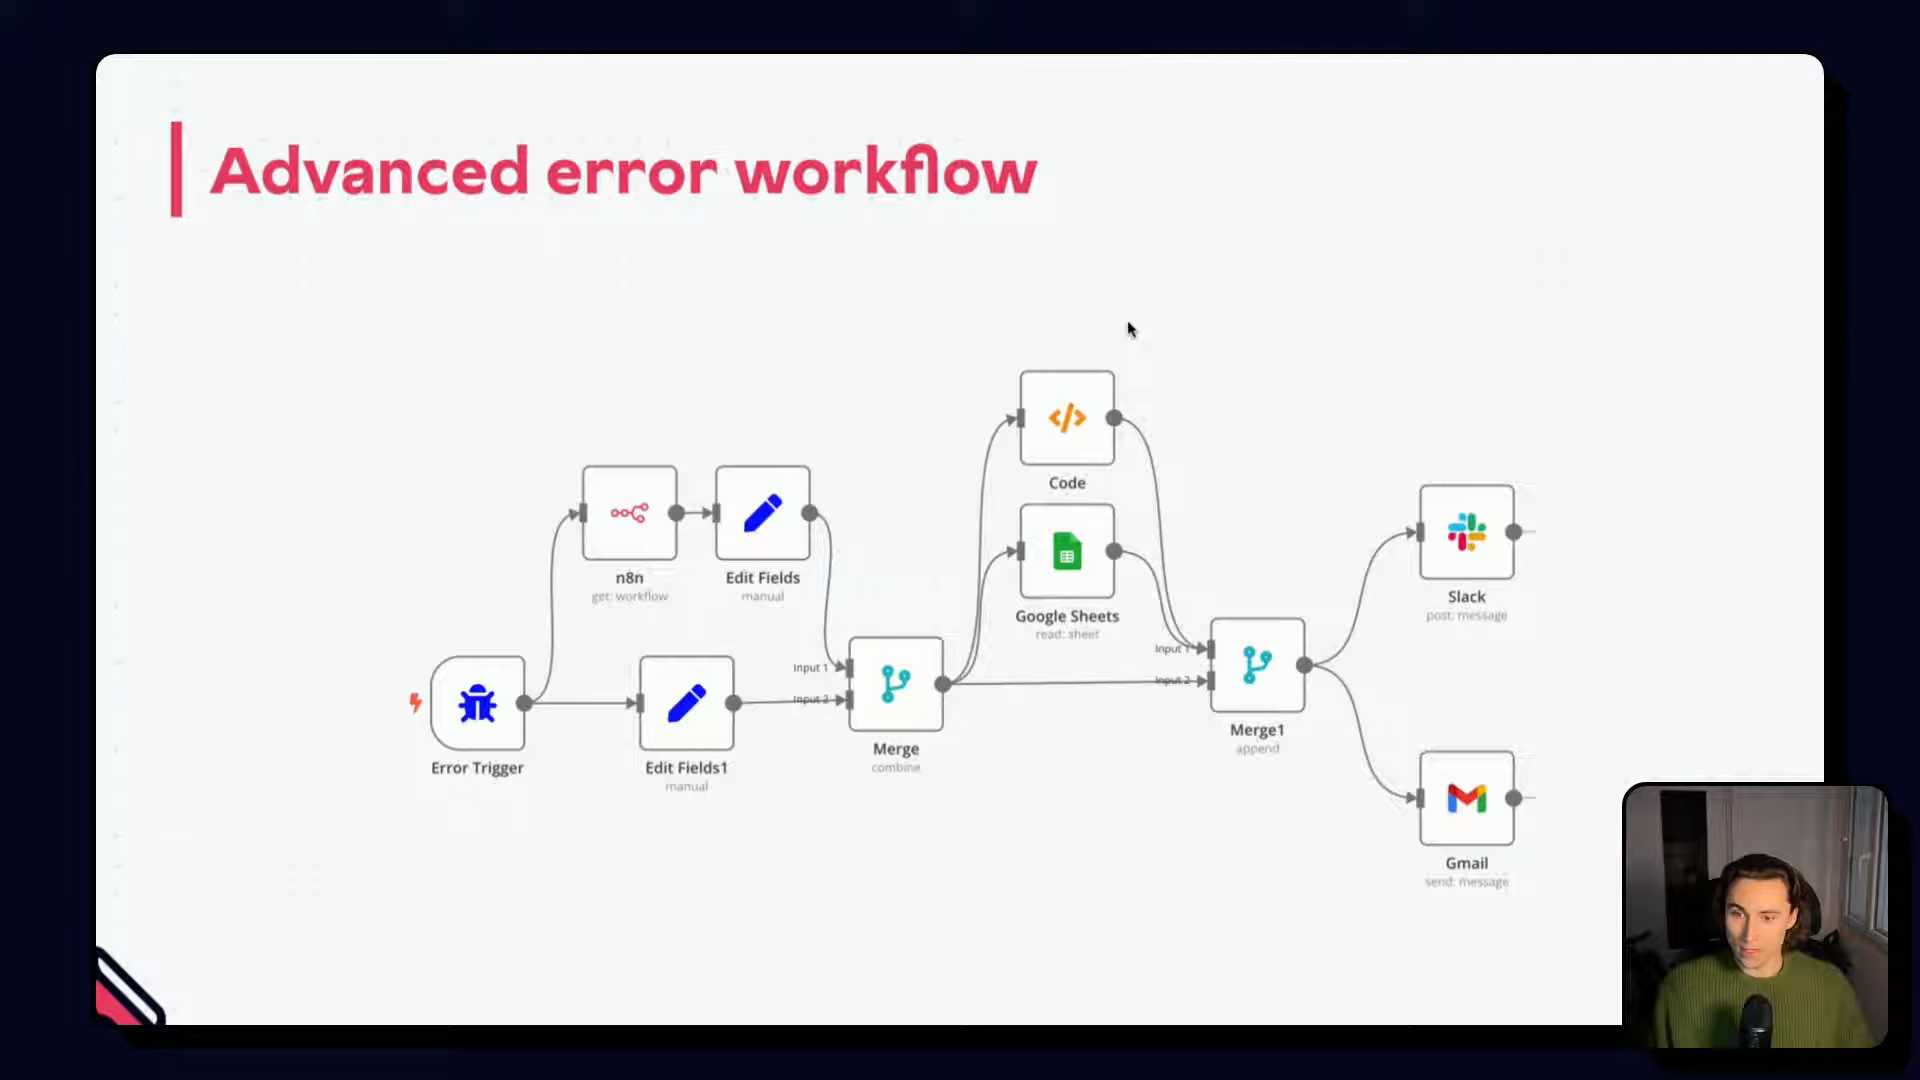 Advanced error workflow
Code
n8n
get: workflow
Edit Fields
manual
Google Sheets
read: sheet
Slack
post: message
Input 1
Input 2
Input 1
Input 2
Error Trigger
Edit Fields1
manual
Merge
combine
Merge1
append
Gmail
send: message